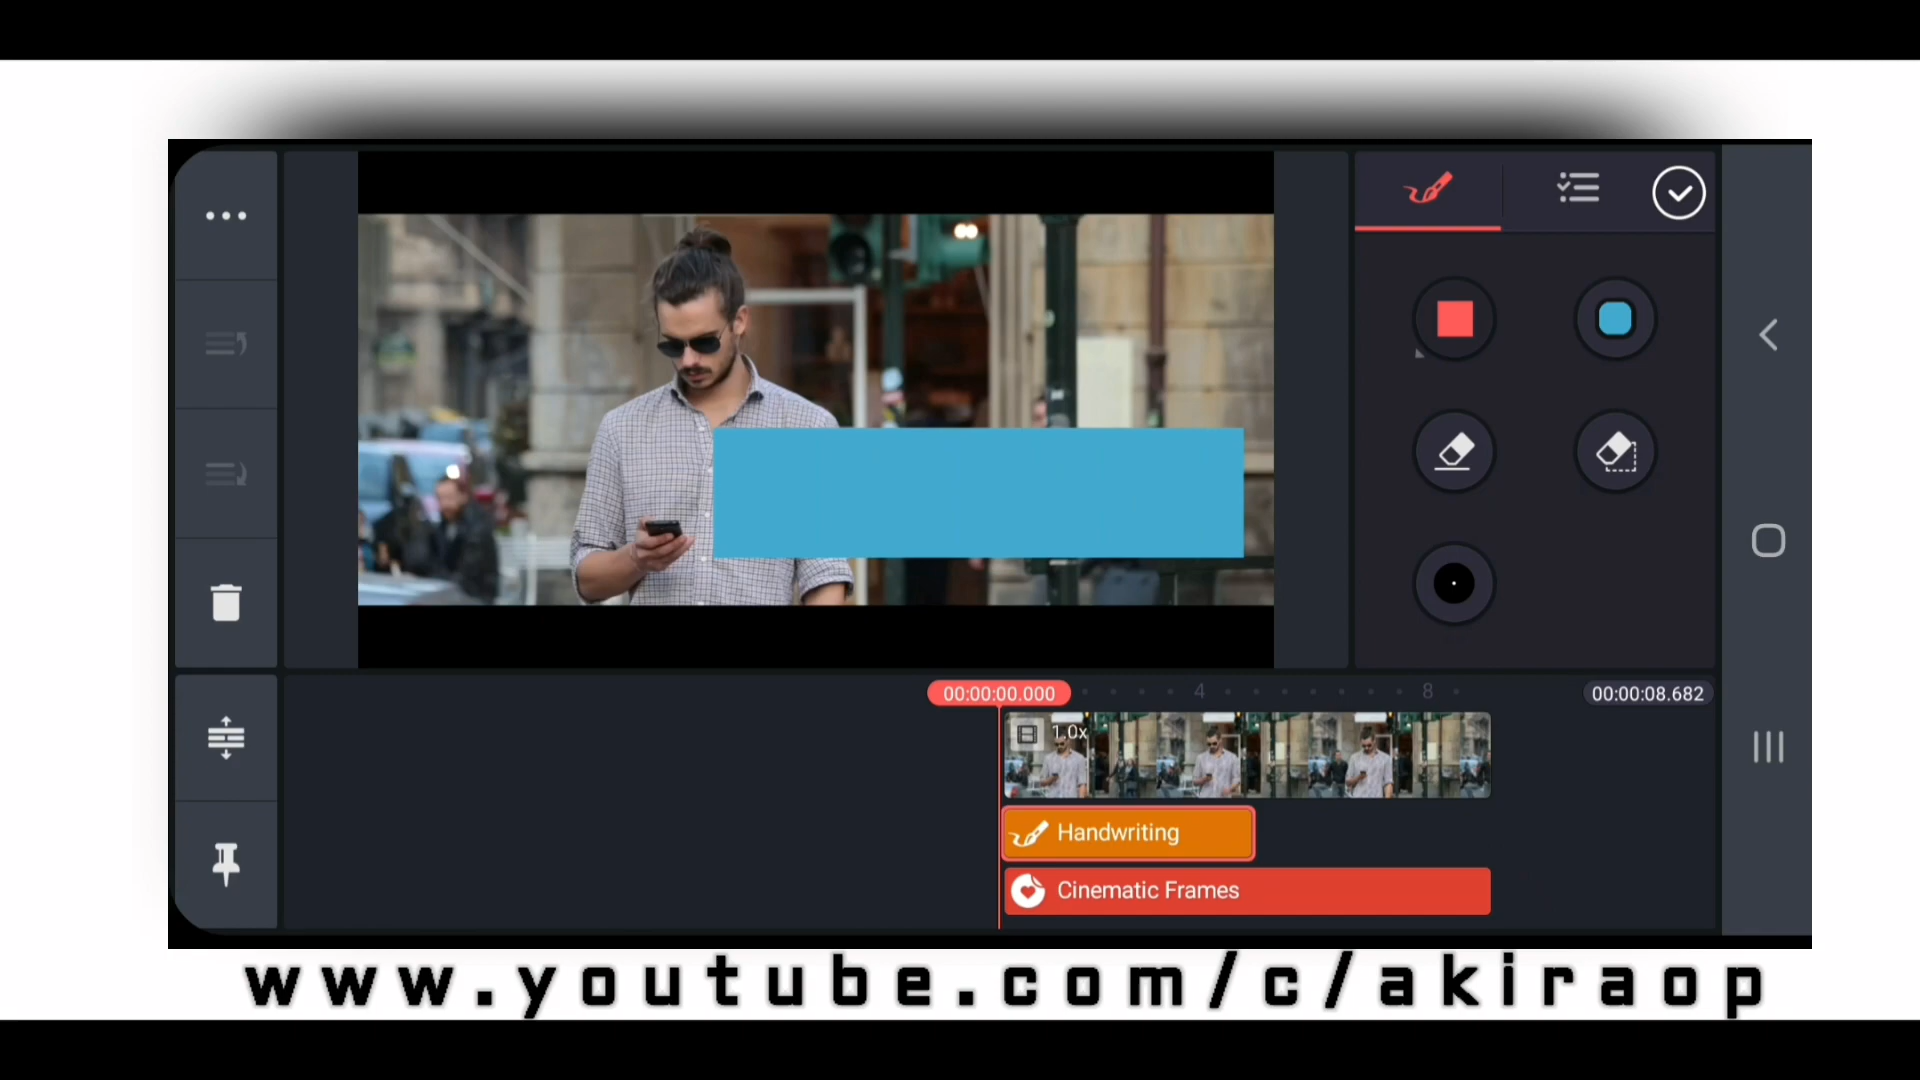 00:00:00.000
4
8
00:00:08.682
1.0x
Handwriting
Cinematic Frames
www.youtube.com/c/akiraop